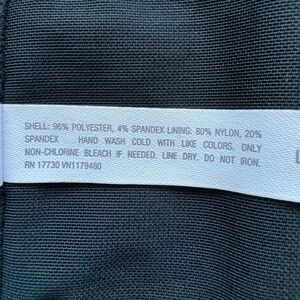 SHELL: 96% POLYESTER, 4% SPANDEX LINING: 80% NYLON, 20%
SPANDEX HAND WASH COLD WITH LIKE COLORS. ONLY
NON-CHLORINE BLEACH IF NEEDED. LINE DRY. DO NOT IRON.
RN 17730 VN1179480